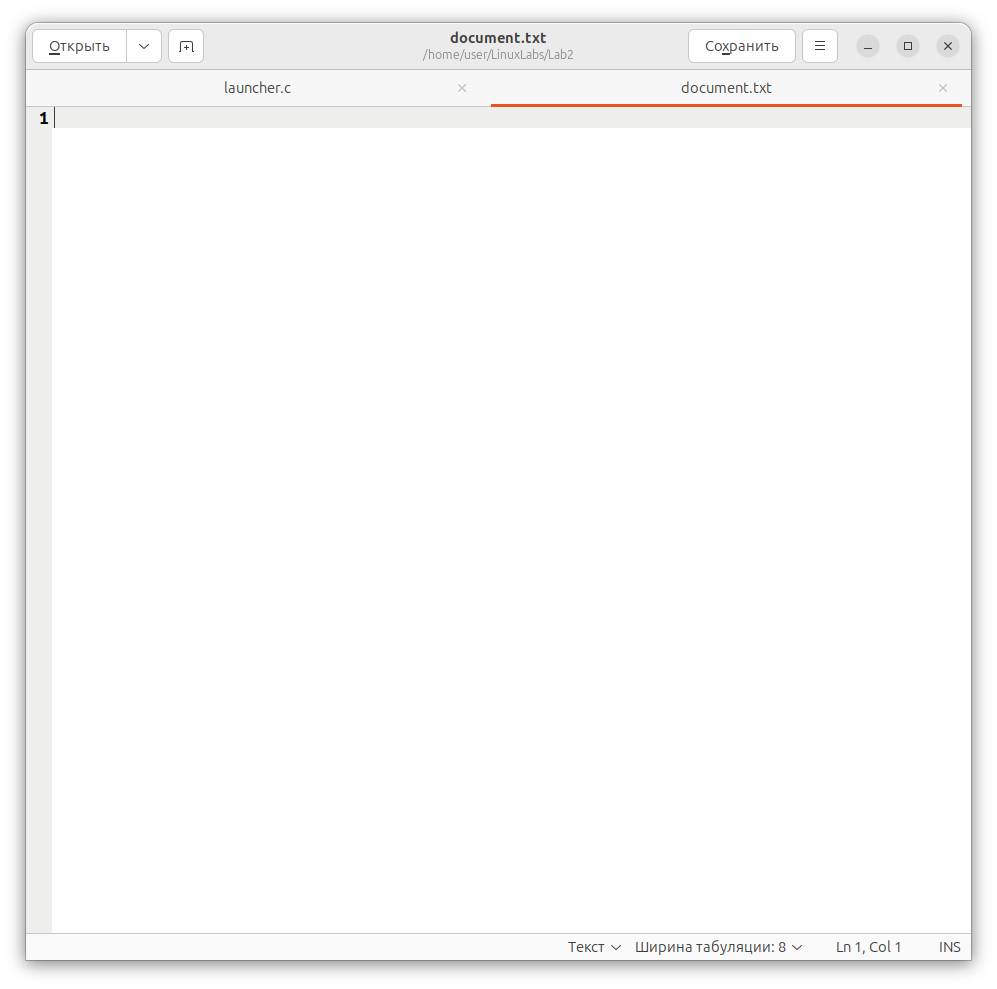 Открыть
document.txt
/home/user/LinuxLabs/Lab2
Сохранить
launcher.c
document.txt
1
Текст Ширина табуляции: 8 Ln 1, Col 1 INS